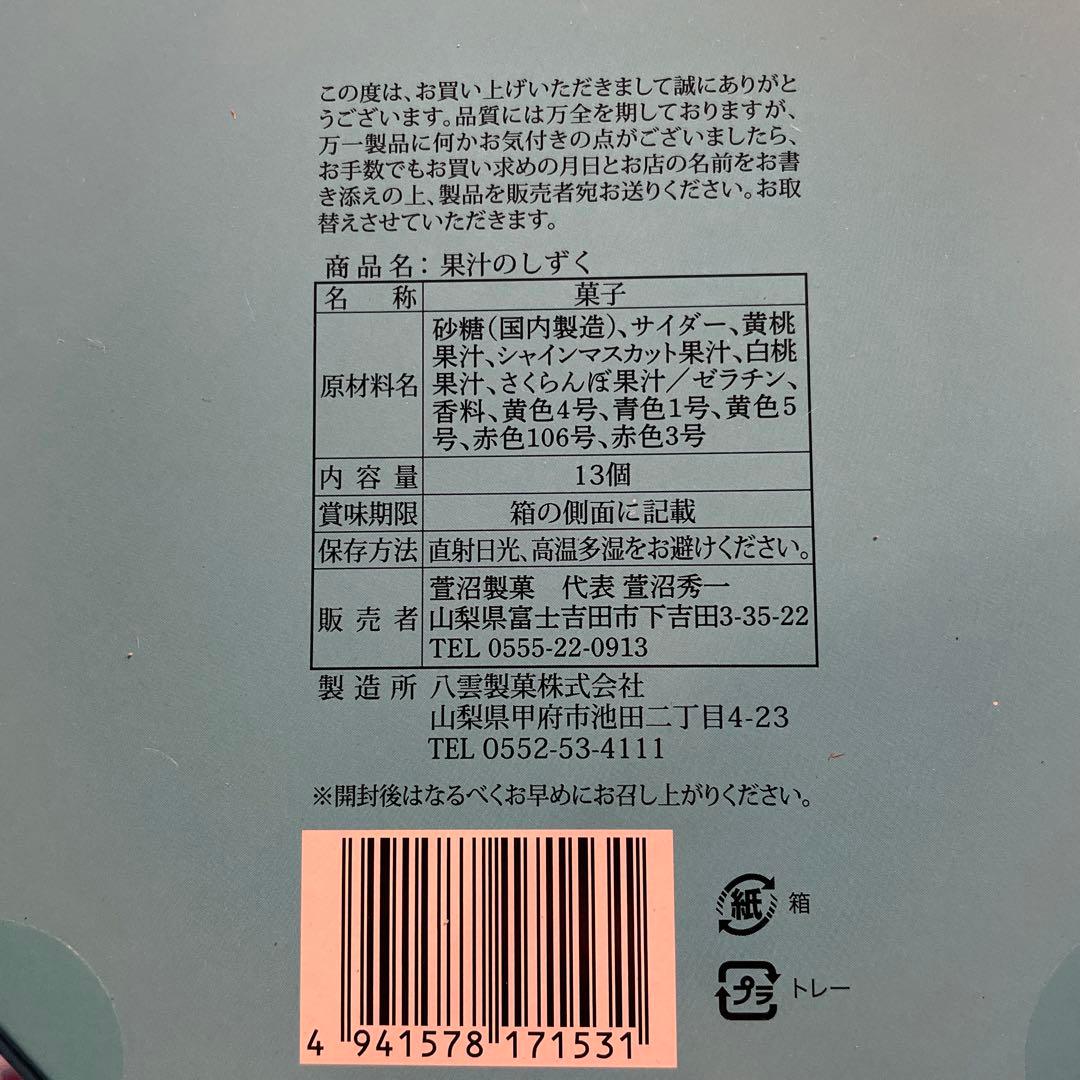 この度は、お買い上げいただきまして誠にありがと
うございます。品質には万全を期しておりますが、
万一製品に何かお気付きの点がございましたら、
お手数でもお買い求めの月日とお店の名前をお書
き添えの上、製品を販売者宛お送りください。お取
替えさせていただきます。
商品名：果汁のしずく
名称 菓子
原材料名 砂糖(国内製造)、サイダー、黄桃
果汁、シャインマスカット果汁、白桃
果汁、さくらんぼ果汁／ゼラチン、
香料、黄色4号、青色1号、黄色5
号、赤色106号、赤色3号
内容量 13個
賞味期限 箱の側面に記載
保存方法 直射日光、高温多湿をお避けください。
販売者 萱沼製菓 代表 萱沼秀一
山梨県富士吉田市下吉田3-35-22
TEL 0555-22-0913
製造所 八雲製菓株式会社
山梨県甲府市池田二丁目4-23
TEL 0552-53-4111
※開封後はなるべくお早めにお召し上がりください。
紙 箱
プラ トレー
4 941578 171531